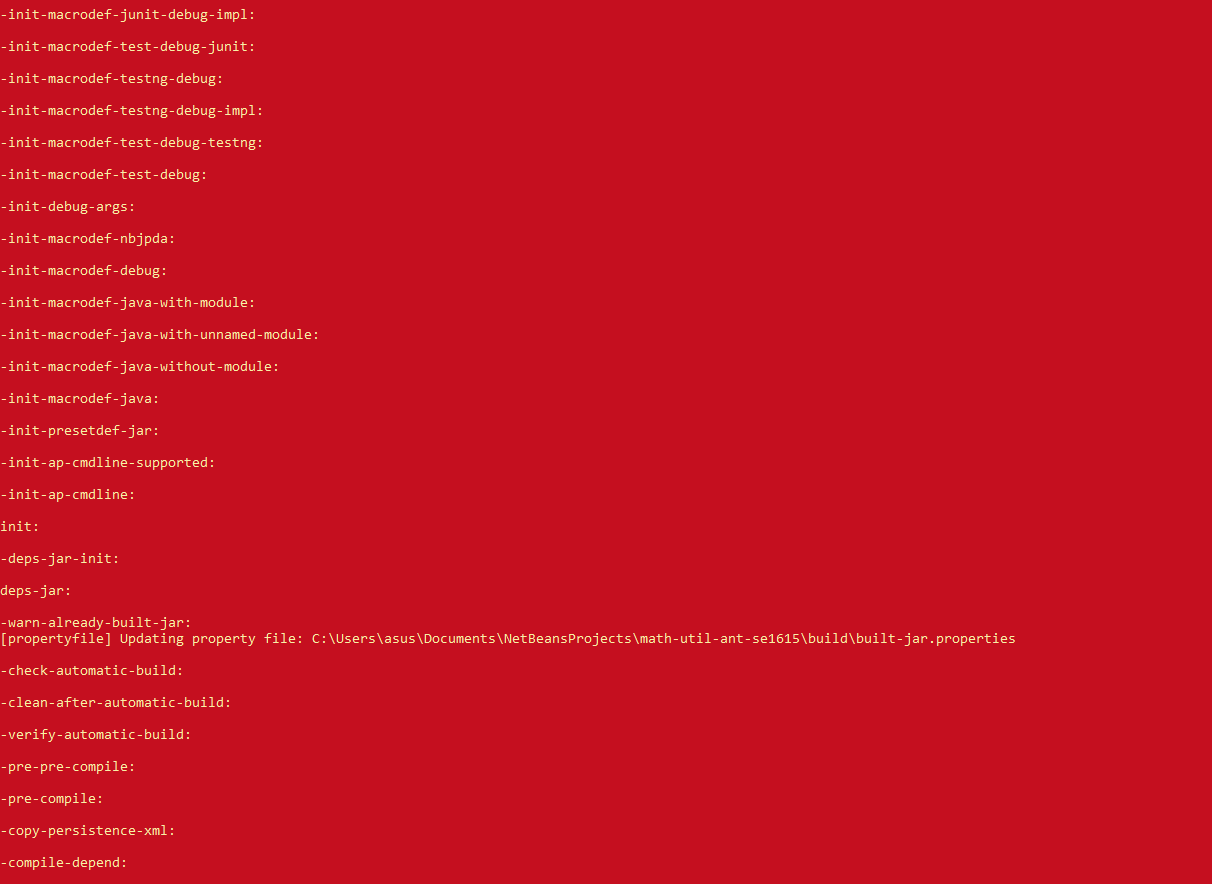 -init-macrodef-junit-debug-impl:
-init-macrodef-test-debug-junit:
-init-macrodef-testng-debug:
-init-macrodef-testng-debug-impl:
-init-macrodef-test-debug-testng:
-init-macrodef-test-debug:
-init-debug-args:
-init-macrodef-nbjpda:
-init-macrodef-debug:
-init-macrodef-java-with-module:
-init-macrodef-java-with-unnamed-module:
-init-macrodef-java-without-module:
-init-macrodef-java:
-init-presetdef-jar:
-init-ap-cmdline-supported:
-init-ap-cmdline:
init:
-deps-jar-init:
deps-jar:
-warn-already-built-jar:
[propertyfile] Updating property file: C:\Users\asus\Documents\NetBeansProjects\math-util-ant-se1615\build\built-jar.properties
-check-automatic-build:
-clean-after-automatic-build:
-verify-automatic-build:
-pre-pre-compile:
-pre-compile:
-copy-persistence-xml:
-compile-depend: